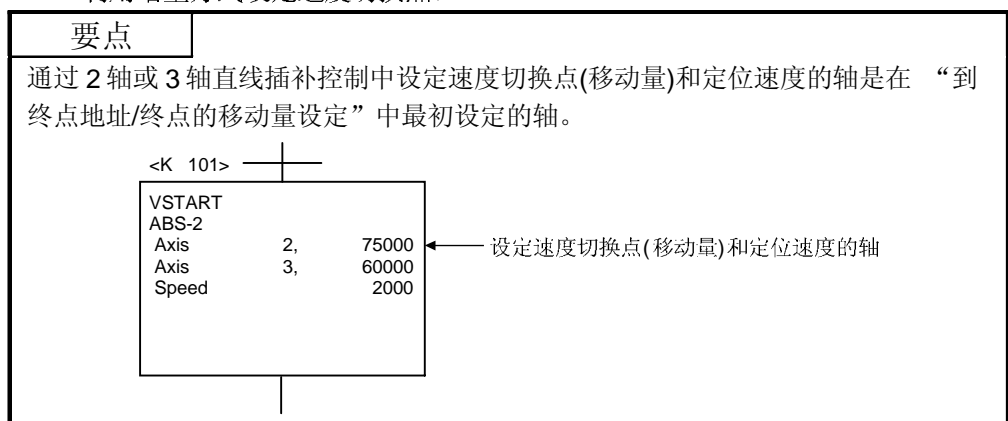 要点
通过 2 轴或 3 轴直线插补控制中设定速度切换点(移动量)和定位速度的轴是在 “到
终点地址/终点的移动量设定”中最初设定的轴。
<K 101>
VSTART
ABS-2
Axis 2, 75000 设定速度切换点(移动量)和定位速度的轴
Axis 3, 60000
Speed 2000